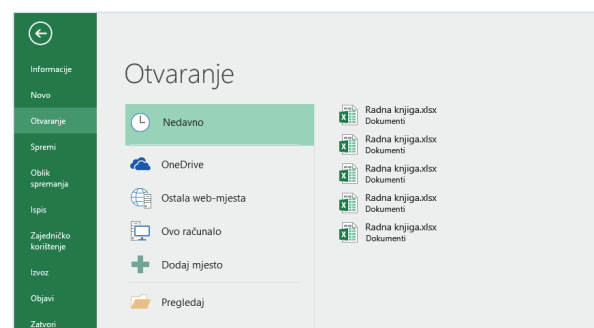 Informacije
Novo
Otvaranje
Spremi
Oblik
spremanja
Ispis
Zajedničko
korištenje
Izvoz
Objavi
Zatvori
Otvaranje
Nedavno
OneDrive
Ostala web-mjesta
Ovo računalo
Dodaj mjesto
Pregledaj
Radna knjiga.xlsx
Dokumenti
Radna knjiga.xlsx
Dokumenti
Radna knjiga.xlsx
Dokumenti
Radna knjiga.xlsx
Dokumenti
Radna knjiga.xlsx
Dokumenti